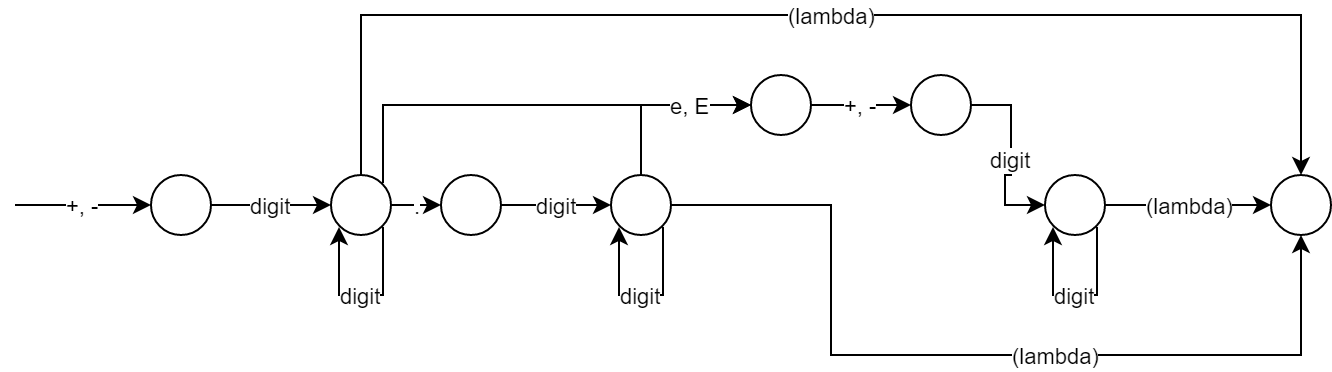 (lambda)
e, E
+, -
digit
+, -
digit
.
digit
(lambda)
digit
digit
digit
(lambda)